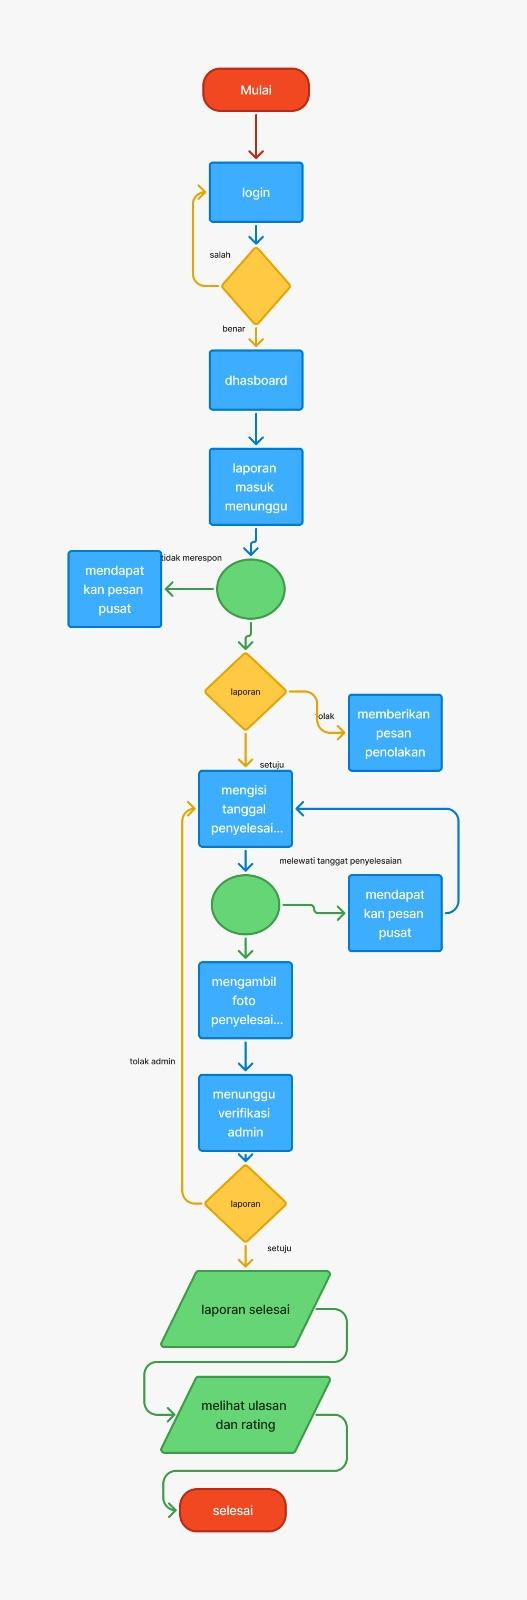 Mulai
login
salah
benar
dhasboard
laporan
masuk
menunggu
tidak merespon
mendapat
kan pesan
pusat
laporan
tolak
memberikan
pesan
penolakan
setuju
mengisi
tanggal
penyelesai...
melewati tanggat penyelesaian
mendapat
kan pesan
pusat
mengambil
foto
penyelesai...
tolak admin
menunggu
verifikasi
admin
laporan
setuju
laporan selesai
melihat ulasan
dan rating
selesai